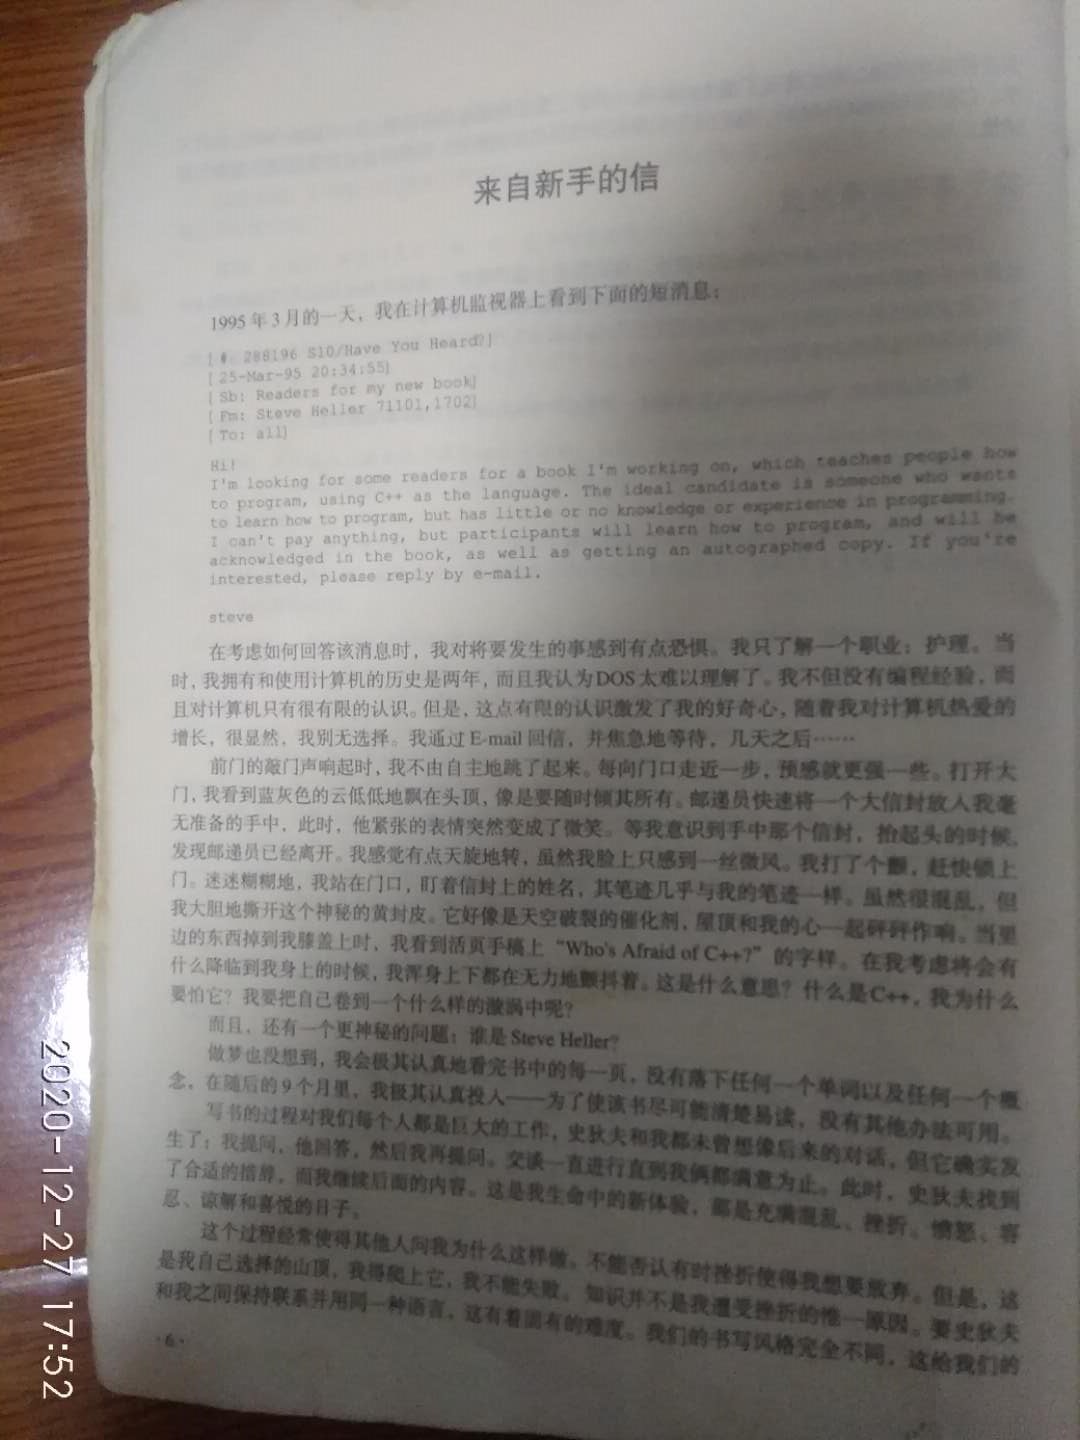 来自新手的信
1995年3月的一天，我在计算机监视器上看到下面的短消息：
[ #: 288196 S10/Have You Heard?]
[ 25-Mar-95 20:34:55]
[ Sb: Readers for my new book]
[ Fm: Steve Heller 71101,1702]
[ To: all]
Hi!
I'm looking for some readers for a book I'm working on, which teaches people how
to program, using C++ as the language. The ideal candidate is someone who wants
to learn how to program, but has little or no knowledge or experience in programming.
I can't pay anything, but participants will learn how to program, and will be
acknowledged in the book, as well as getting an autographed copy. If you're
interested, please reply by e-mail.
steve
在考虑如何回答该消息时，我对将要发生的事感到有点恐惧。我只了解一个职业：护理。当
时，我拥有和使用计算机的历史是两年，而且我认为DOS太难以理解了。我不但没有编程经验，而
且对计算机只有很有限的认识。但是，这点有限的认识激发了我的好奇心，随着我对计算机热爱的
增长，很显然，我别无选择。我通过E-mail回信，并焦急地等待，几天之后……
前门的敲门声响起时，我不由自主地跳了起来。每向门口走近一步，预感就更强一些。打开大
门，我看到蓝灰色的云低低地飘在头顶，像是要随时倾其所有。邮递员快速将一个大信封放入我毫
无准备的手中，此时，他紧张的表情突然变成了微笑。等我意识到手中那个信封，抬起头的时候，
发现邮递员已经离开。我感觉有点天旋地转，虽然我脸上只感到一丝微风。我打了个颤，赶快锁上
门。迷迷糊糊地，我站在门口，盯着信封上的姓名，其笔迹几乎与我的笔迹一样。虽然很混乱，但
我大胆地撕开这个神秘的黄封皮。它好像是天空破裂的催化剂，屋顶和我的心一起砰砰作响。当里
边的东西掉到我膝盖上时，我看到活页手稿上“Who's Afraid of C++?”的字样。在我考虑将会有
什么降临到我身上的时候，我浑身上下都在无力地颤抖着。这是什么意思？什么是C++，我为什么
要怕它？我要把自己卷到一个什么样的漩涡中呢？
而且，还有一个更神秘的问题：谁是Steve Heller?
做梦也没想到，我会极其认真地看完书中的每一页，没有落下任何一个单词以及任何一个概
念。在随后的9个月里，我极其认真投入——为了使该书尽可能清楚易读，没有其他办法可用。
写书的过程对我们每个人都是巨大的工作，史狄夫和我都未曾想像后来的对话，但它确实发
生了：我提问，他回答，然后我再提问。交谈一直进行直到我俩都满意为止。此时，史狄夫找到
了合适的措辞，而我继续后面的内容。这是我生命中的新体验，那是充满混乱、挫折、愤怒、容
忍、谅解和喜悦的日子。
这个过程经常使得其他人问我为什么这样做。不能否认有时挫折使得我想要放弃。但是，这
是我自己选择的山顶，我得爬上它，我不能失败。知识并不是我遭受挫折的惟一原因。要史狄夫
和我之间保持联系并用同一种语言，这有着固有的难度。我们的书写风格完全不同，这给我们的
·6·
2020-12-27 17:52